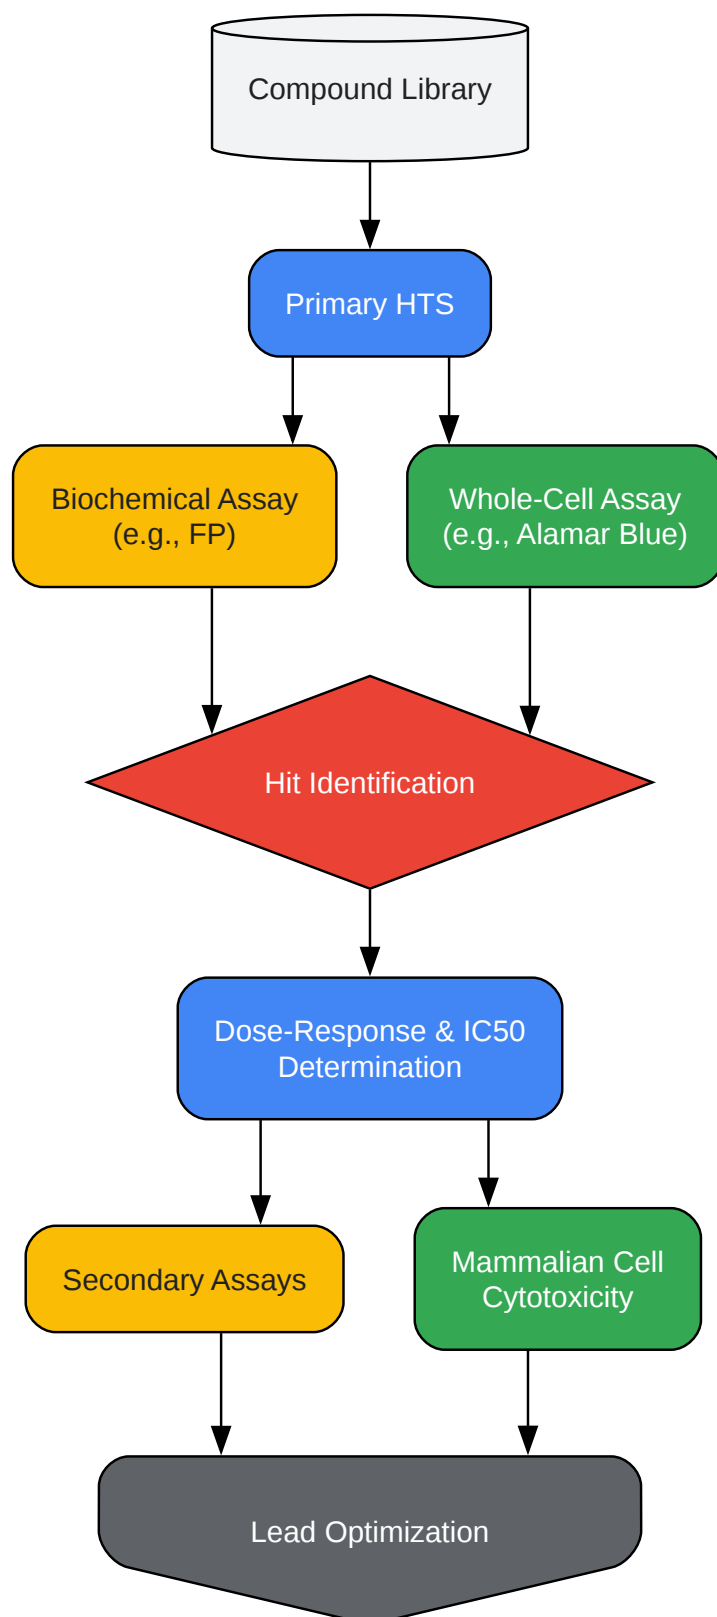 Compound Library
Primary HTS
Biochemical Assay
(e.g., FP)
Whole-Cell Assay
(e.g., Alamar Blue)
Hit Identification
Dose-Response & IC50
Determination
Secondary Assays
Mammalian Cell
Cytotoxicity
Lead Optimization